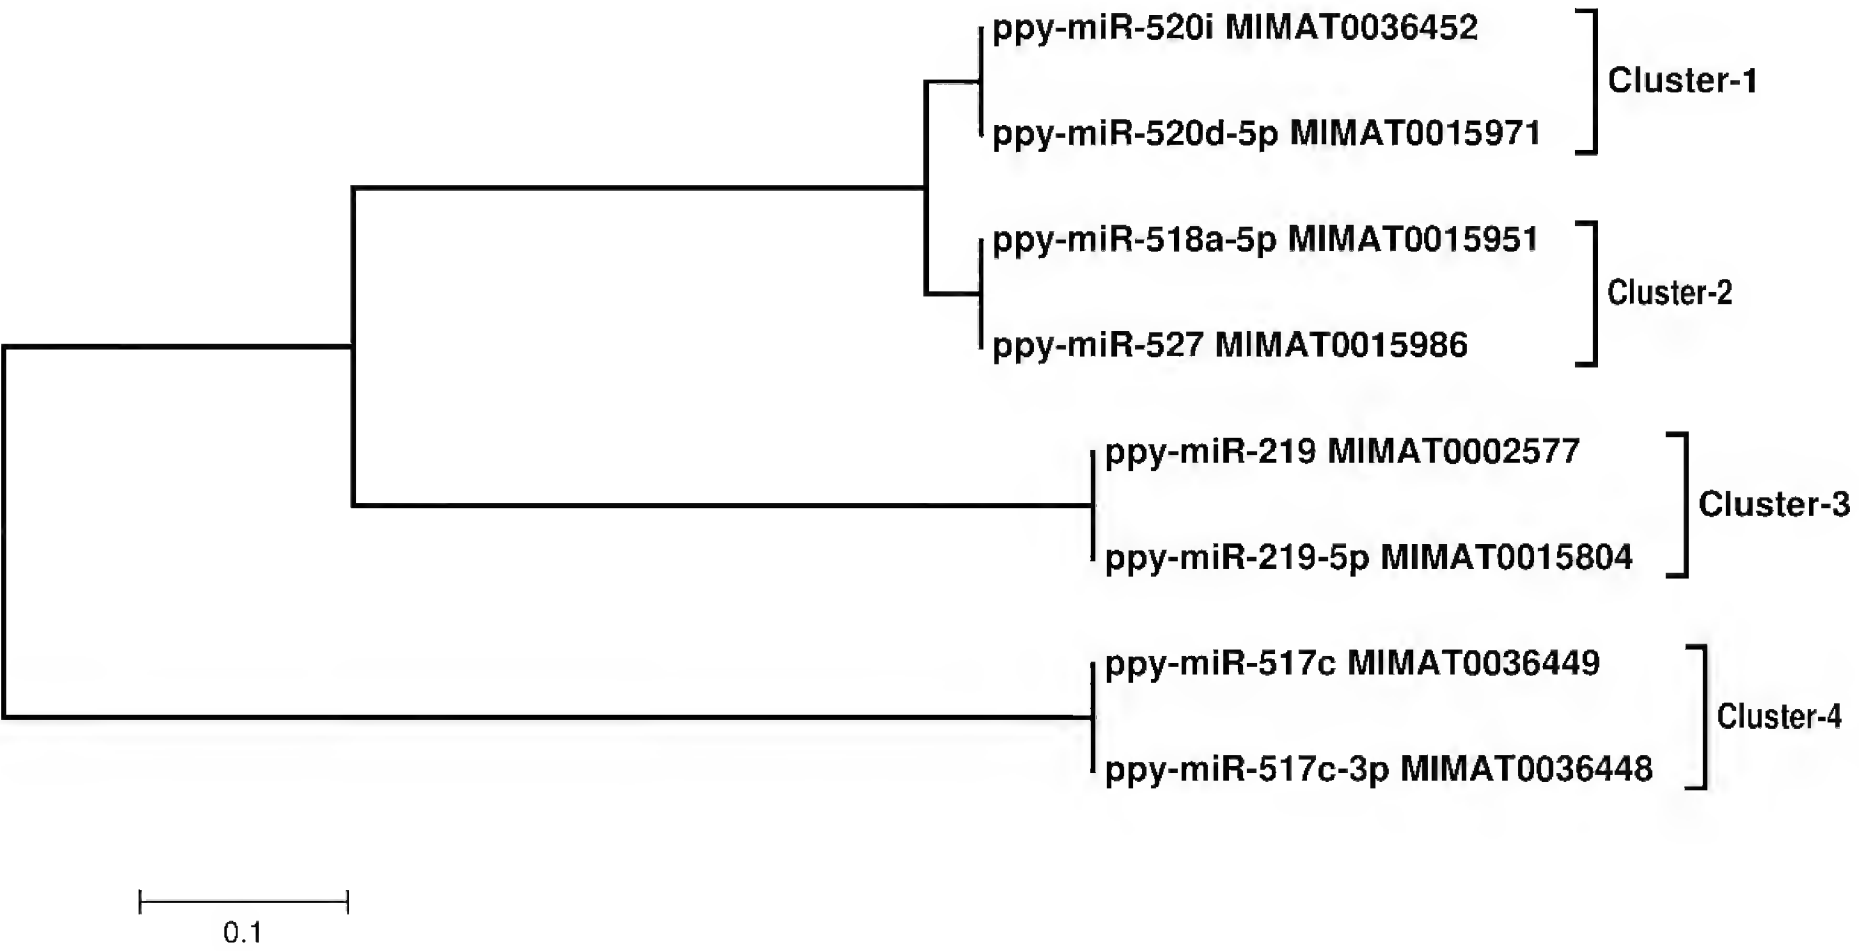 ppy-miR-520i MIMAT0036452
Cluster-1
ppy-miR-520d-5p MIMAT0015971
ppy-miR-518a-5p MIMAT0015951
Cluster-2
ppy-miR-527 MIMAT0015986
ppy-miR-219 MIMAT0002577
Cluster-3
ppy-miR-219-5p MIMAT0015804
ppy-miR-517c MIMAT0036449
Cluster-4
ppy-miR-517c-3p MIMAT0036448
0.1